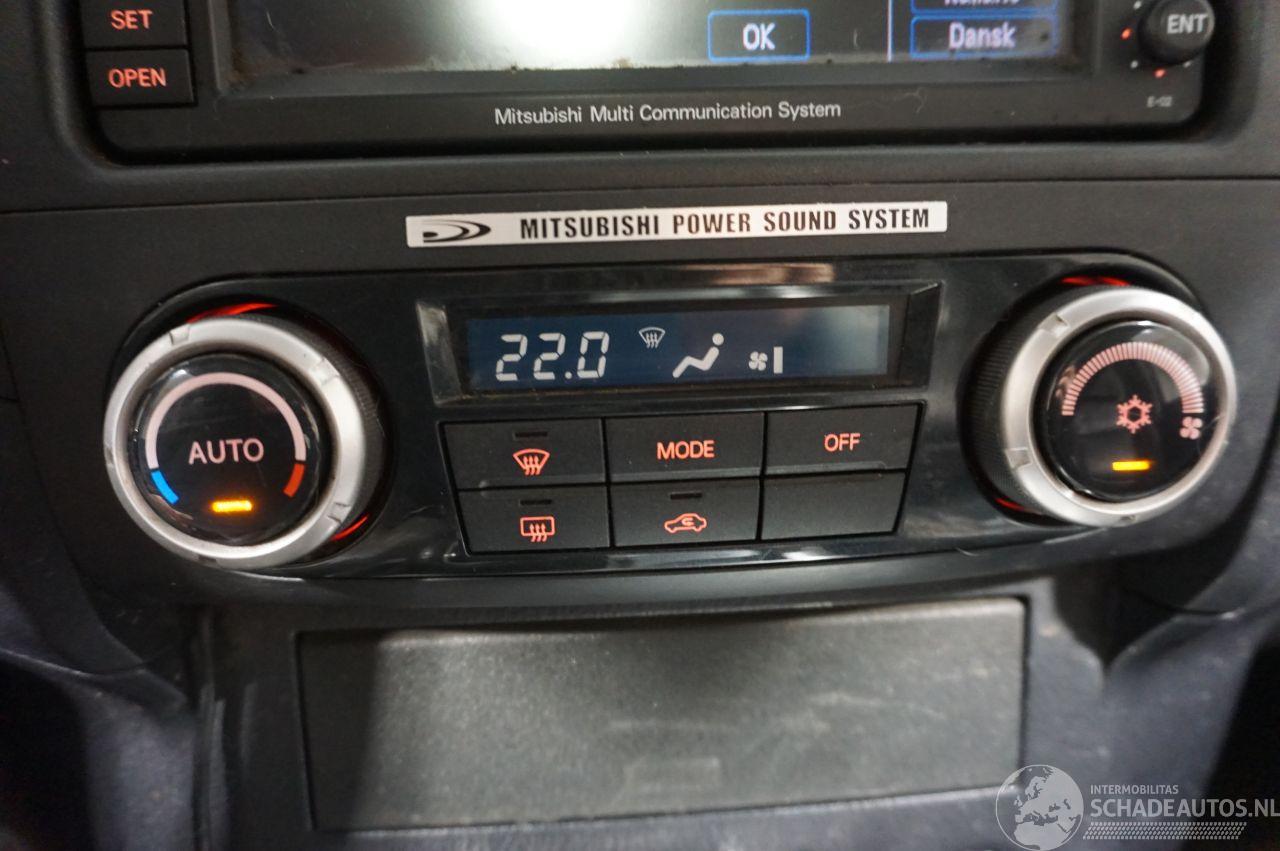 SET
OPEN
OK
Dansk
ENT
E-02
Mitsubishi Multi Communication System
MITSUBISHI POWER SOUND SYSTEM
22.0
AUTO
MODE
OFF
INTERMOBILITAS
SCHADEAUTOS.NL